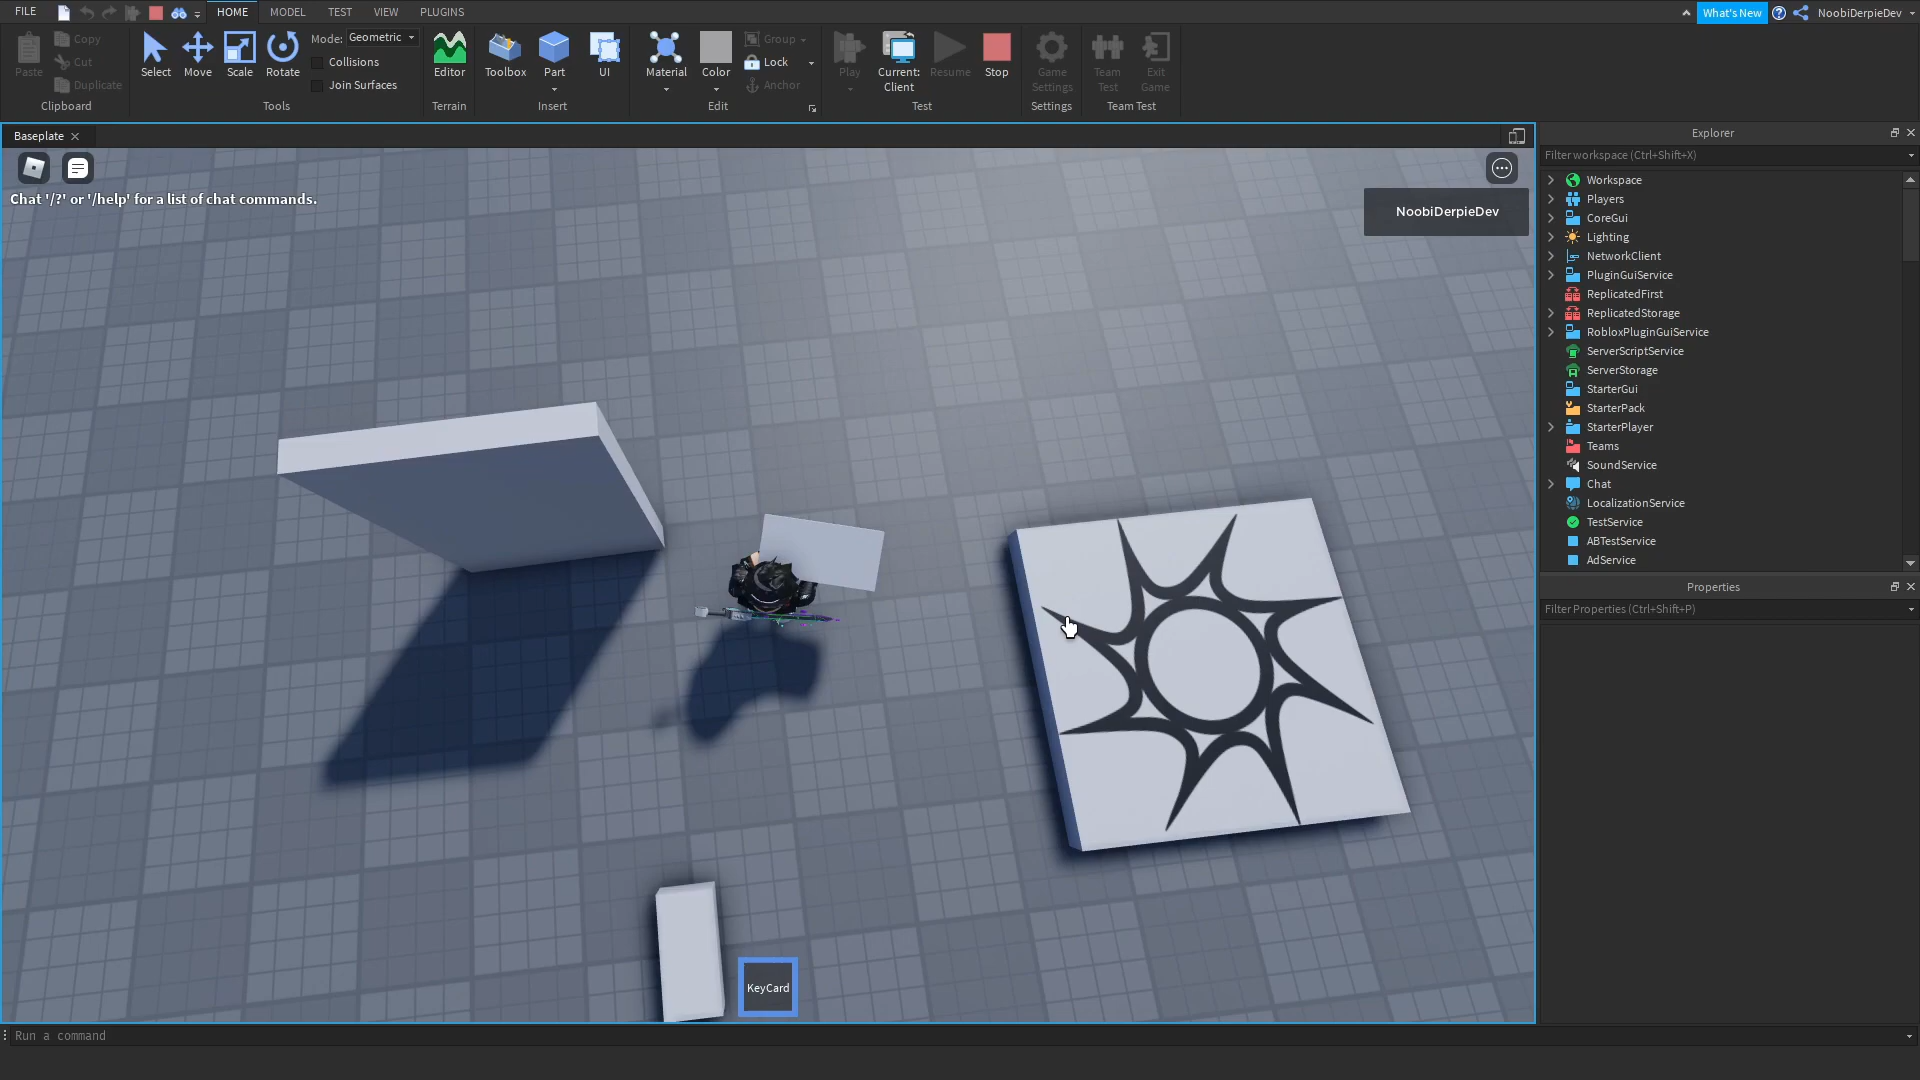 FILE HOME MODEL TEST VIEW PLUGINS What's New NoobiDerpieDev
Paste Copy Cut Duplicate
Clipboard
Select Move Scale Rotate
Mode: Geometric
Collisions
Join Surfaces
Tools
Editor
Terrain
Toolbox Part UI
Insert
Material Color Group Lock Anchor
Edit
Play
Current:
Client
Resume Stop
Test
Game
Settings
Settings
Team
Test
Exit
Game
Team Test
Baseplate
Chat '/?' or '/help' for a list of chat commands.
NoobiDerpieDev
KeyCard
Explorer
Filter workspace (Ctrl+Shift+X)
Workspace
Players
CoreGui
Lighting
NetworkClient
PluginGuiService
ReplicatedFirst
ReplicatedStorage
RobloxPluginGuiService
ServerScriptService
ServerStorage
StarterGui
StarterPack
StarterPlayer
Teams
SoundService
Chat
LocalizationService
TestService
ABTestService
AdService
Properties
Filter Properties (Ctrl+Shift+P)
Run a command